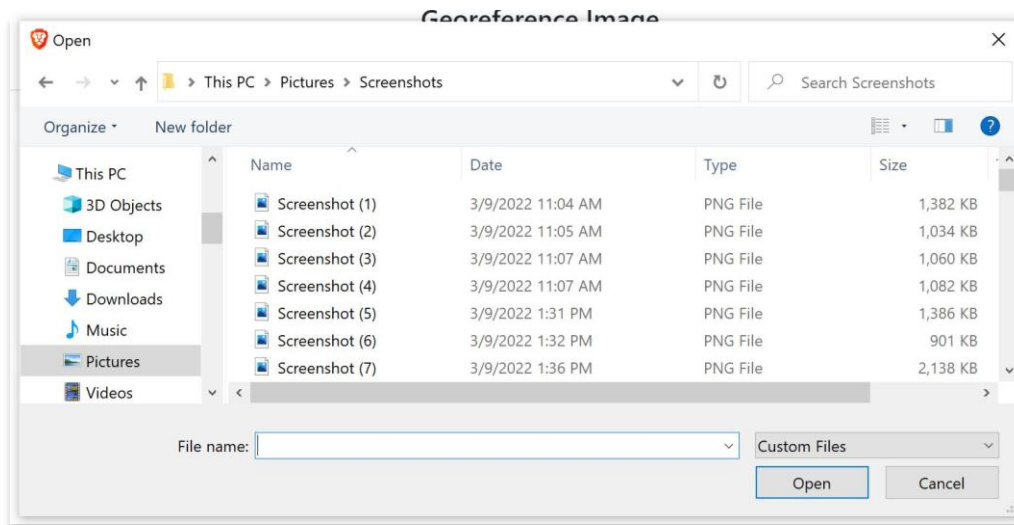 Georeference Image
Open
This PC > Pictures > Screenshots
Search Screenshots
Organize
New folder
Name Date Type Size
This PC
3D Objects
Desktop
Documents
Downloads
Music
Pictures
Videos
Screenshot (1) 3/9/2022 11:04 AM PNG File 1,382 KB
Screenshot (2) 3/9/2022 11:05 AM PNG File 1,034 KB
Screenshot (3) 3/9/2022 11:07 AM PNG File 1,060 KB
Screenshot (4) 3/9/2022 11:07 AM PNG File 1,082 KB
Screenshot (5) 3/9/2022 1:31 PM PNG File 1,386 KB
Screenshot (6) 3/9/2022 1:32 PM PNG File 901 KB
Screenshot (7) 3/9/2022 1:36 PM PNG File 2,138 KB
File name:
Custom Files
Open Cancel